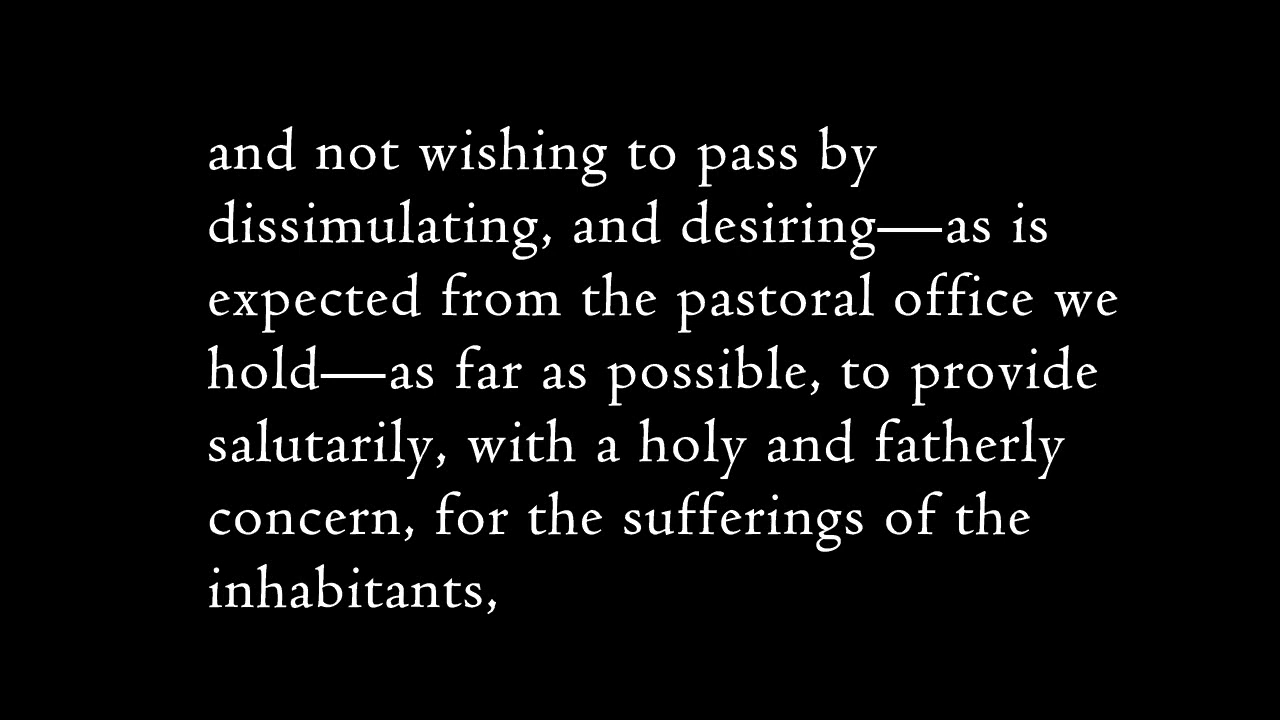 and not wishing to pass by
dissimulating, and desiring—as is
expected from the pastoral office we
hold—as far as possible, to provide
salutarily, with a holy and fatherly
concern, for the sufferings of the
inhabitants,